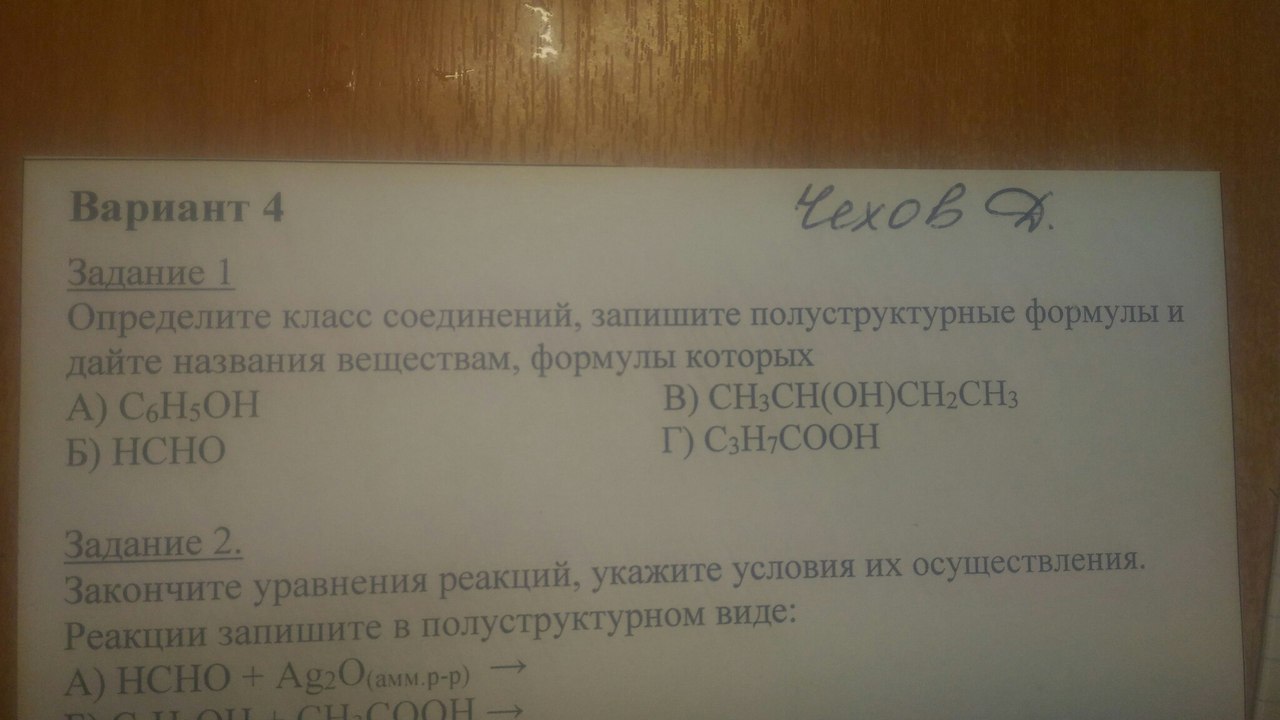 Вариант 4
Чехов Д.
Задание 1
Определите класс соединений, запишите полуструктурные формулы и
дайте названия веществам, формулы которых
А) C₆H₅OH
В) CH₃CH(OH)CH₂CH₃
Б) HCHO
Г) C₃H₇COOH
Задание 2.
Закончите уравнения реакций, укажите условия их осуществления.
Реакции запишите в полуструктурном виде:
А) HCHO + Ag₂O(амм.р-р) →
+ CH₃COOH →